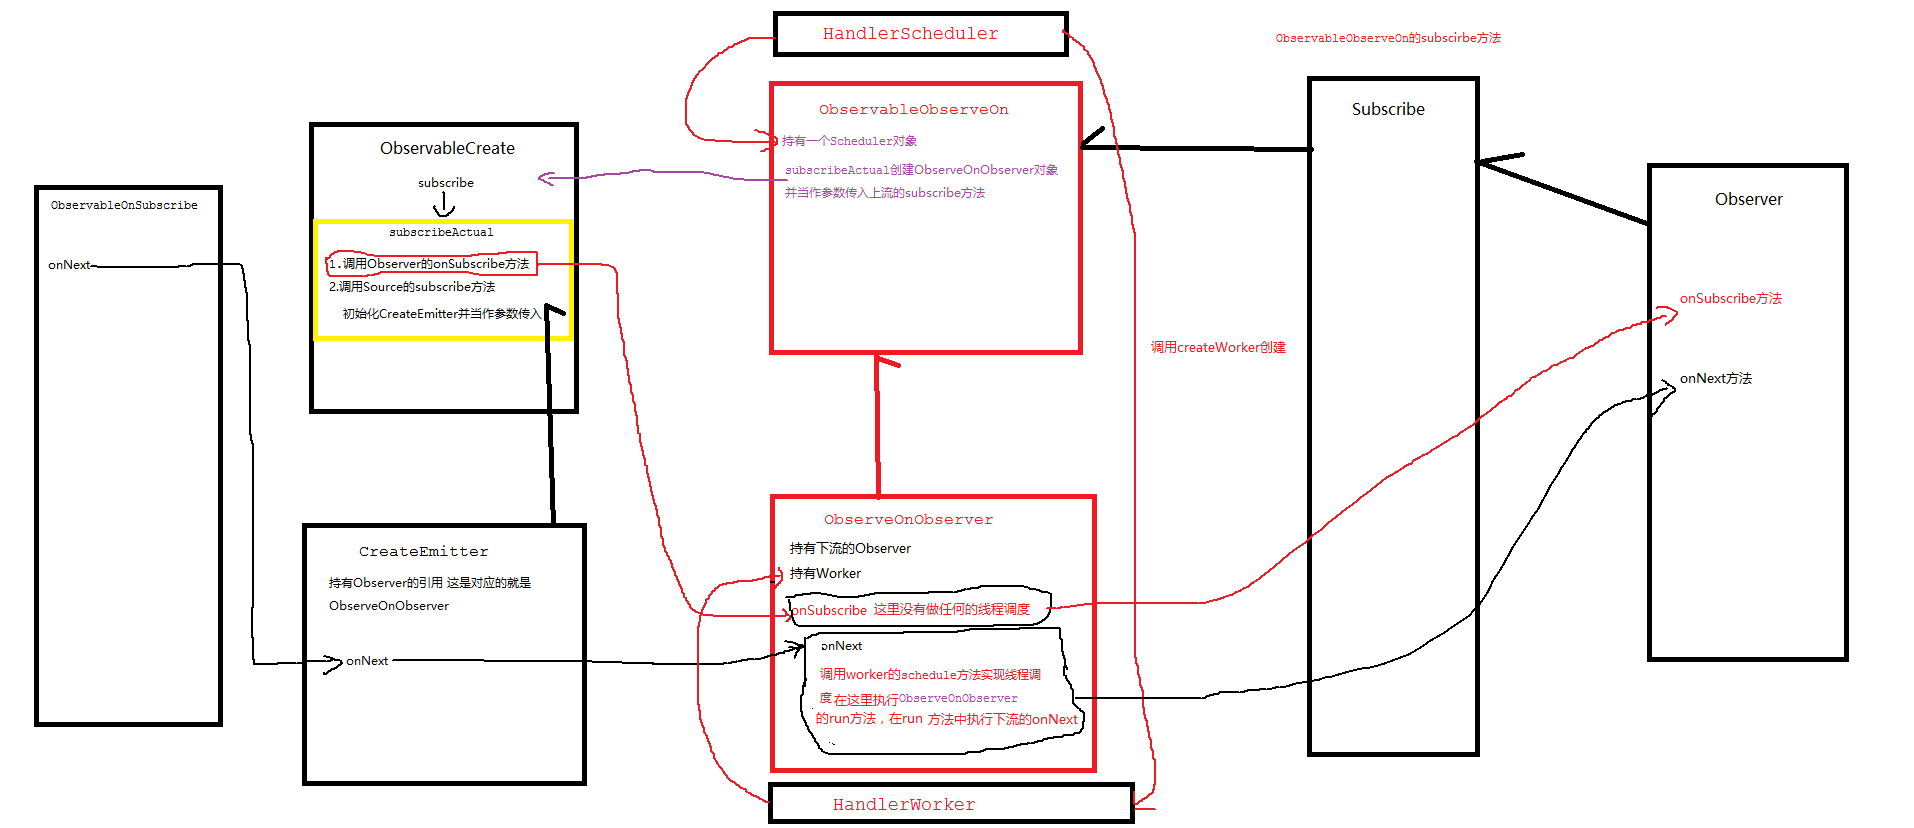 HandlerScheduler
ObservableObserveOn的subscirbe方法
ObservableOnSubscribe
onNext
ObservableCreate
subscribe
subscribeActual
1.调用Observer的onSubscribe方法
2.调用Source的subscribe方法
初始化CreateEmitter并当作参数传入
CreateEmitter
持有Observer的引用 这是对应的就是
ObserveOnObserver
onNext
ObservableObserveOn
持有一个Scheduler对象
subscribeActual创建ObserveOnObserver对象
并当作参数传入上流的subscribe方法
ObserveOnObserver
持有下流的Observer
持有Worker
onSubscribe 这里没有做任何的线程调度
onNext
调用worker的schedule方法实现线程调
度在这里执行ObserveOnObserver
的run方法，在run 方法中执行下流的onNext
HandlerWorker
调用createWorker创建
Subscribe
Observer
onSubscribe方法
onNext方法